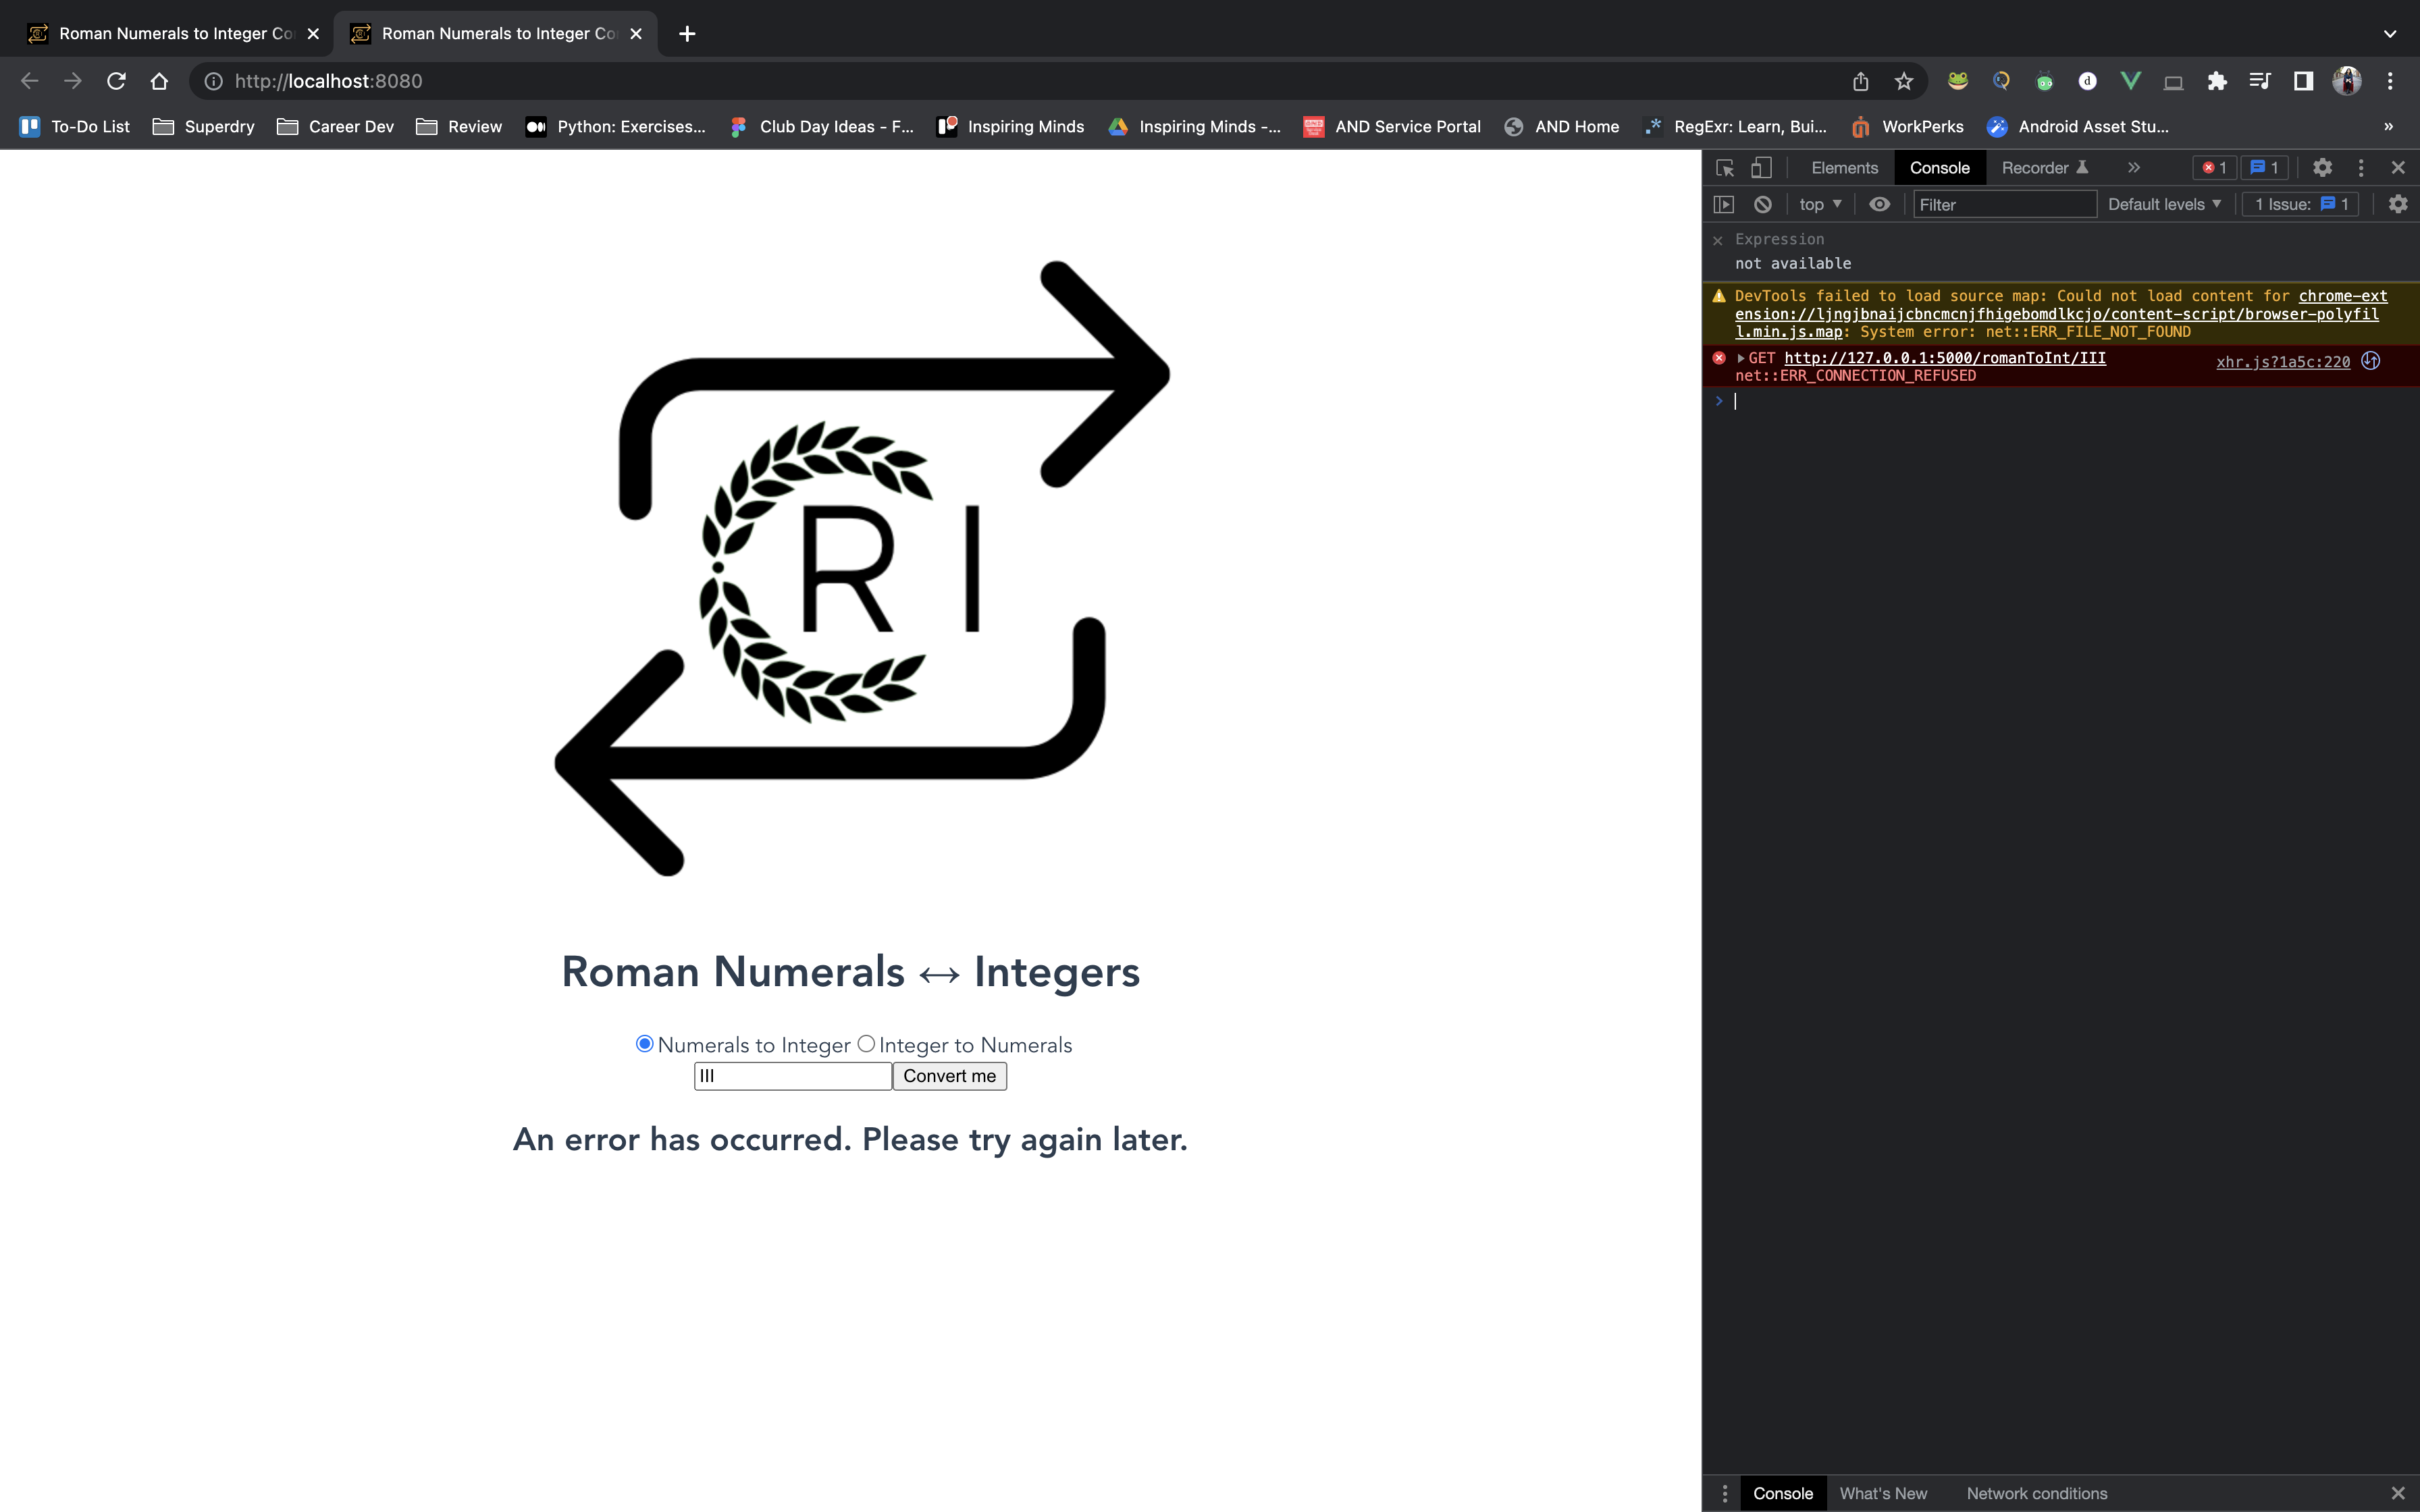 Roman Numerals to Integer Co
Roman Numerals to Integer Co
http://localhost:8080
To-Do List
Superdry
Career Dev
Review
Python: Exercises...
Club Day Ideas - F...
Inspiring Minds
Inspiring Minds -...
AND Service Portal
AND Home
RegExr: Learn, Bui...
WorkPerks
Android Asset Stu...
»
R I
Roman Numerals ↔ Integers
Numerals to Integer
Integer to Numerals
III
Convert me
An error has occurred. Please try again later.
Elements
Console
Recorder
»
1
1
top
Filter
Default levels
1 Issue:
1
Expression
not available
DevTools failed to load source map: Could not load content for chrome-ext
ension://ljngjbnaijcbncmcnjfhigebomdlkcjo/content-script/browser-polyfil
l.min.js.map: System error: net::ERR_FILE_NOT_FOUND
GET http://127.0.0.1:5000/romanToInt/III
xhr.js?1a5c:220
net::ERR_CONNECTION_REFUSED
Console
What's New
Network conditions